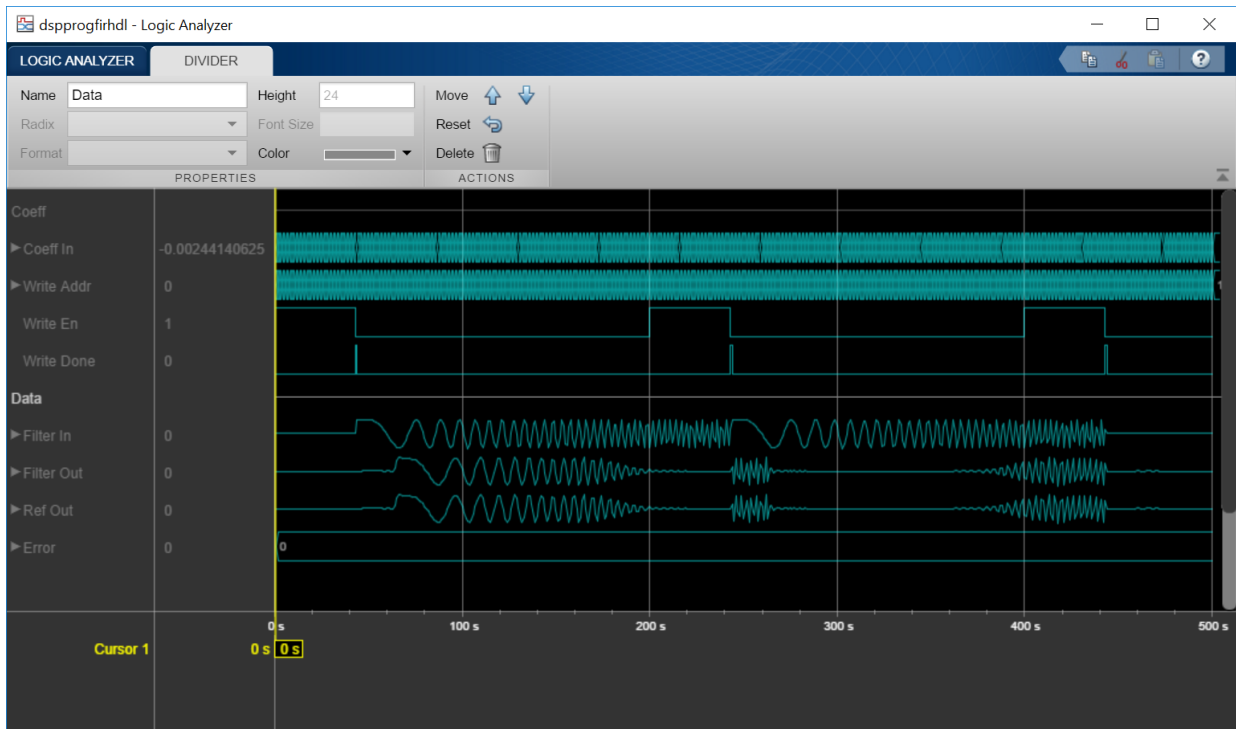 dspprogfirhdl - Logic Analyzer
LOGIC ANALYZER DIVIDER
Name Data Height 24 Move
Radix Font Size Reset
Format Color Delete
PROPERTIES ACTIONS
Coeff
Coeff In -0.00244140625
Write Addr 0
Write En 1
Write Done 0
Data
Filter In 0
Filter Out 0
Ref Out 0
Error 0 0
0 s 100 s 200 s 300 s 400 s 500 s
Cursor 1 0 s 0 s